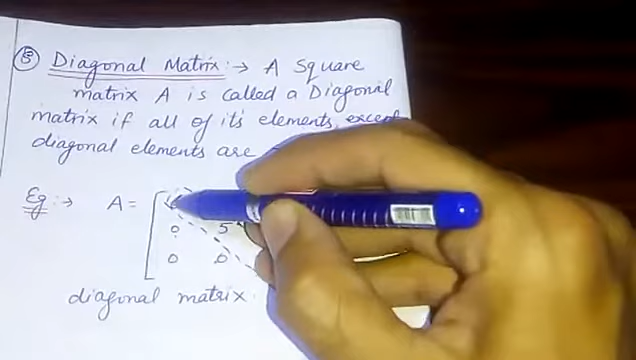 ⑤ Diagonal Matrix :→ A Square
matrix A is called a Diagonal
matrix if all of its elements, except
diagonal elements are
Eg :→ A =
0 5
0 0
diagonal matrix.